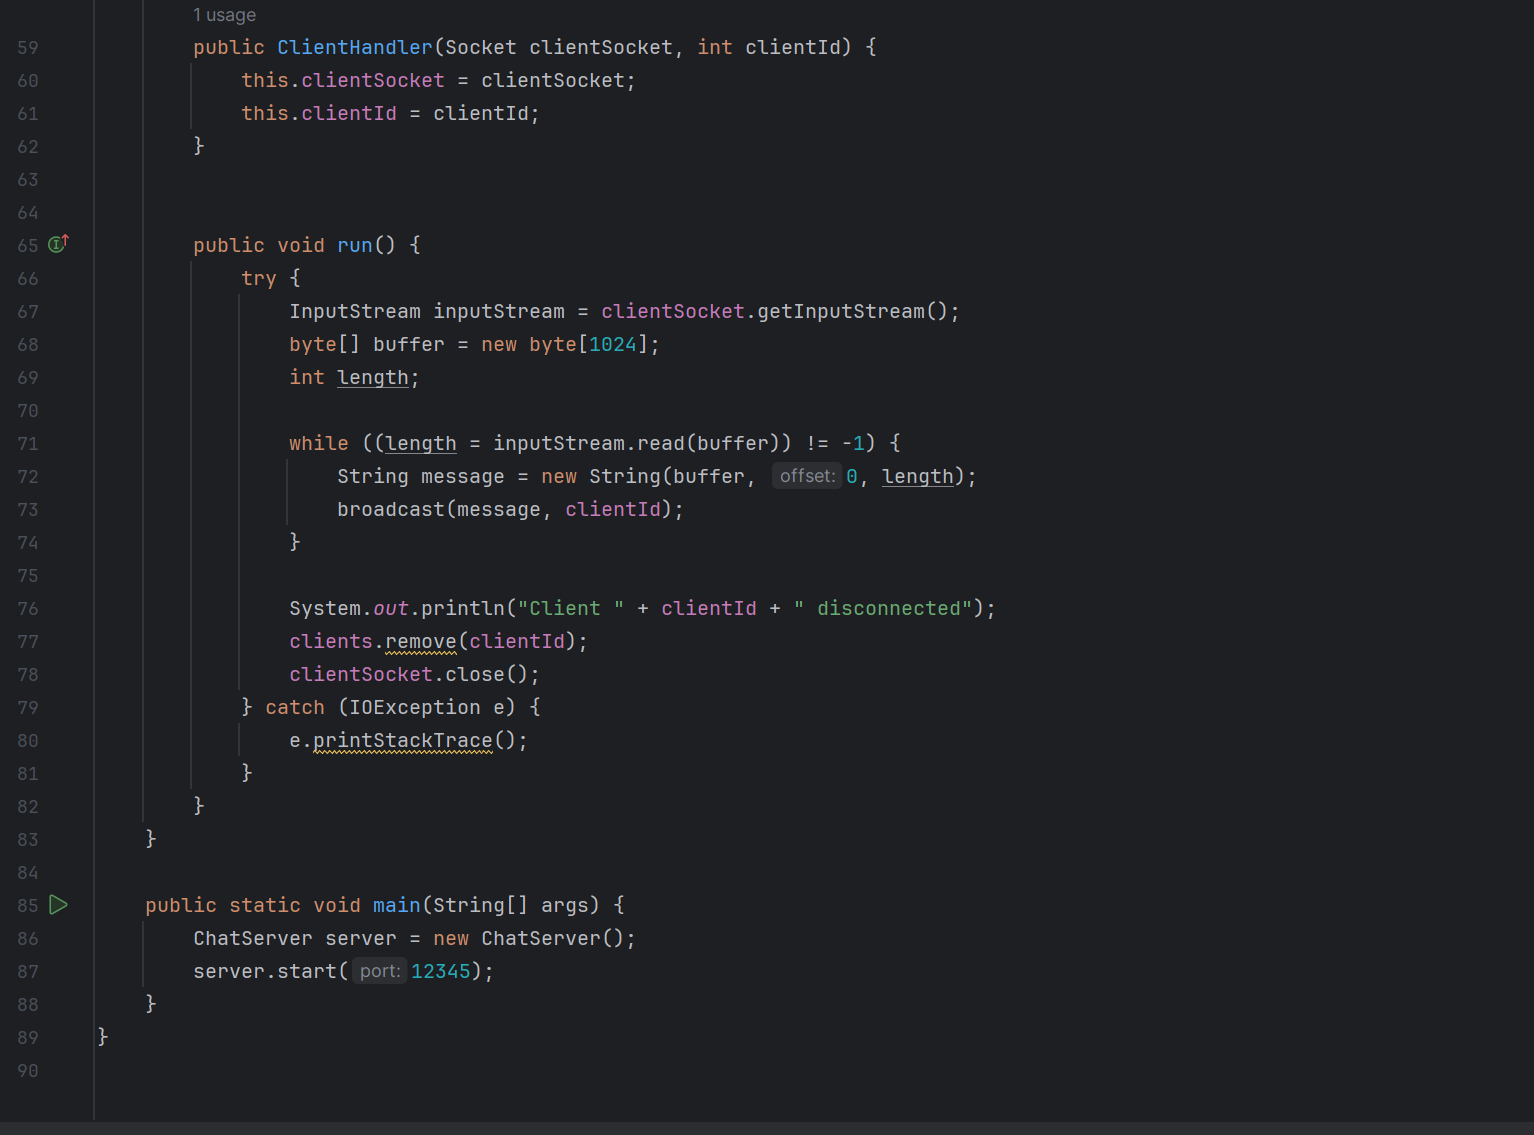 1 usage
59 public ClientHandler(Socket clientSocket, int clientId) {
60 this.clientSocket = clientSocket;
61 this.clientId = clientId;
62 }
63
64
65 public void run() {
66 try {
67 InputStream inputStream = clientSocket.getInputStream();
68 byte[] buffer = new byte[1024];
69 int length;
70
71 while ((length = inputStream.read(buffer)) != -1) {
72 String message = new String(buffer, offset: 0, length);
73 broadcast(message, clientId);
74 }
75
76 System.out.println("Client " + clientId + " disconnected");
77 clients.remove(clientId);
78 clientSocket.close();
79 } catch (IOException e) {
80 e.printStackTrace();
81 }
82 }
83 }
84
85 public static void main(String[] args) {
86 ChatServer server = new ChatServer();
87 server.start( port: 12345);
88 }
89 }
90